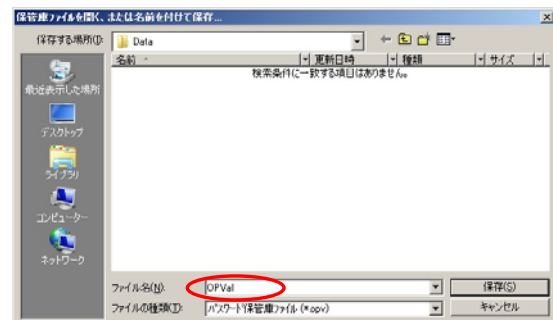 保管庫ファイルを開く、または名前を付けて保存...
保存する場所(I): Data
名前 更新日時 種類 サイズ
検索条件に一致する項目はありません。
最近表示した場所
デスクトップ
ライブラリ
コンピューター
ネットワーク
ファイル名(N): OPVal 保存(S)
ファイルの種類(T): パスワード保管庫ファイル (*opv) キャンセル